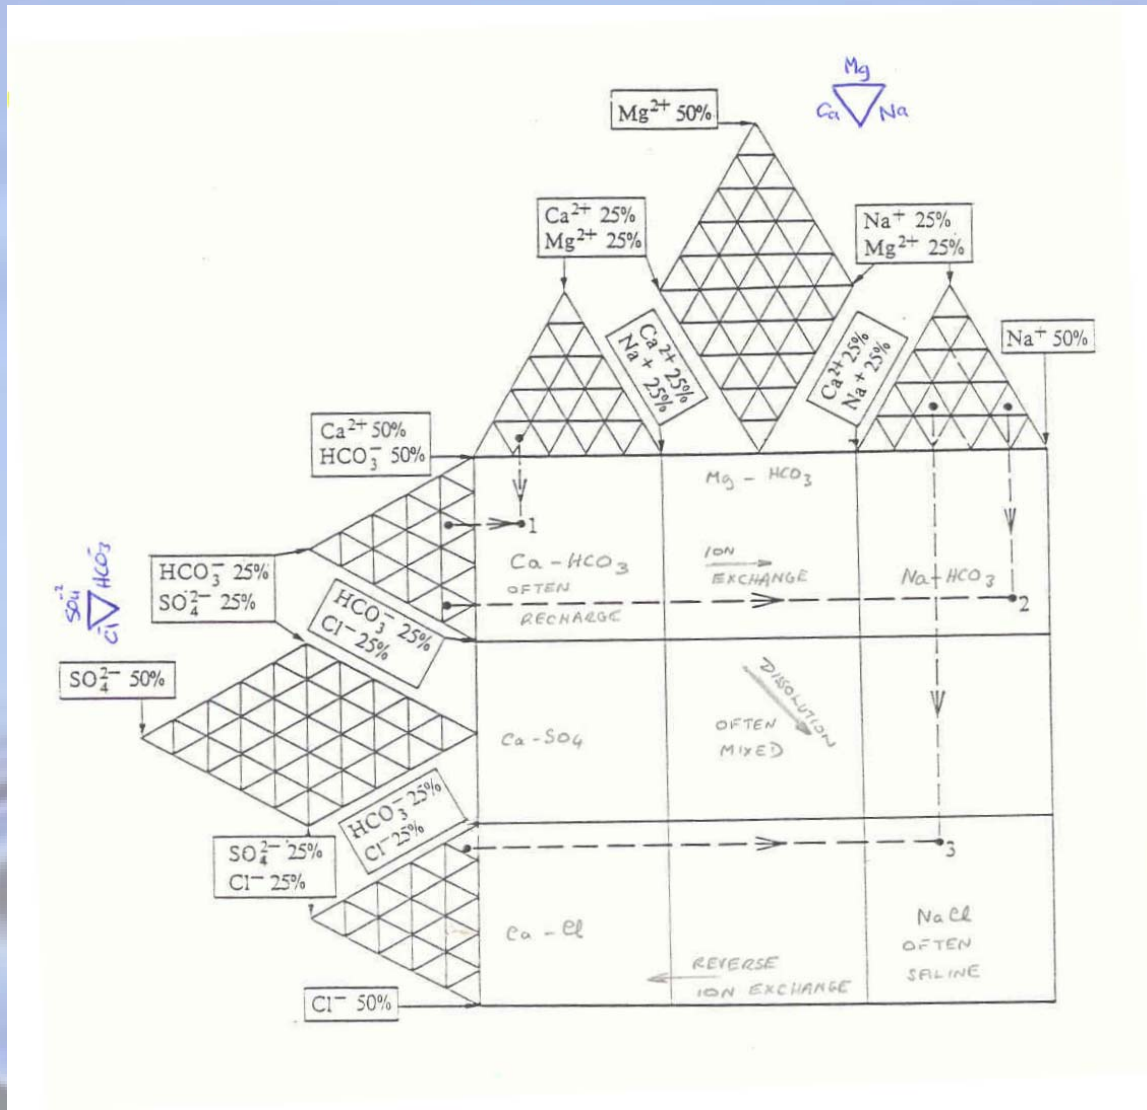 Mg
Ca Na
Mg²⁺ 50%
Ca²⁺ 25%
Mg²⁺ 25%
Na⁺ 25%
Mg²⁺ 25%
Ca²⁺ 25%
Na⁺ 25%
Ca²⁺ 25%
Na⁺ 25%
Na⁺ 50%
Ca²⁺ 50%
HCO₃⁻ 50%
Mg - HCO₃
1
Ca - HCO₃
OFTEN
RECHARGE
ION
EXCHANGE
Na - HCO₃
2
HCO₃⁻ 25%
SO₄²⁻ 25%
SO₄⁻² HCO₃⁻
Cl⁻
HCO₃⁻ 25%
Cl⁻ 25%
SO₄²⁻ 50%
Ca - SO₄
DISSOLUTION
OFTEN
MIXED
HCO₃⁻ 25%
Cl⁻ 25%
SO₄²⁻ 25%
Cl⁻ 25%
3
Ca - Cl
NaCl
OFTEN
SALINE
REVERSE
ION EXCHANGE
Cl⁻ 50%